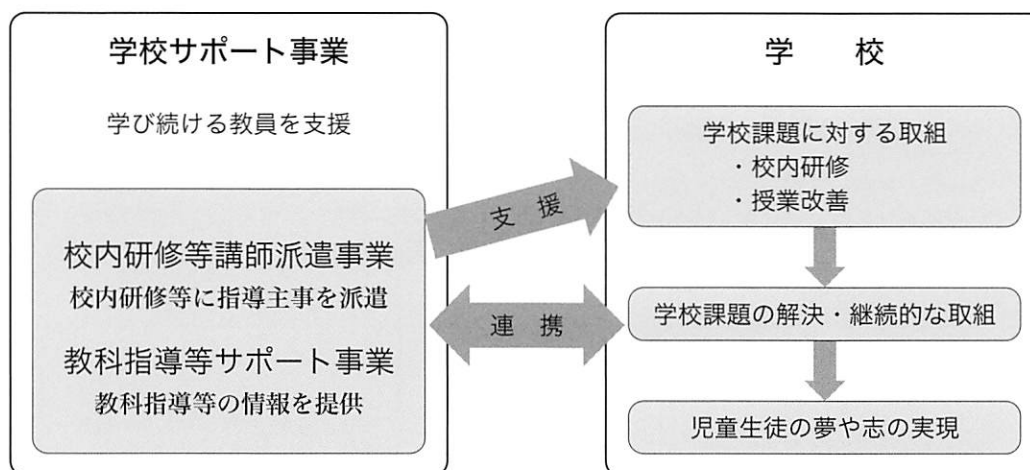 学校サポート事業
学び続ける教員を支援
校内研修等講師派遣事業
校内研修等に指導主事を派遣
教科指導等サポート事業
教科指導等の情報を提供
支援
連携
学校
学校課題に対する取組
・校内研修
・授業改善
学校課題の解決・継続的な取組
児童生徒の夢や志の実現